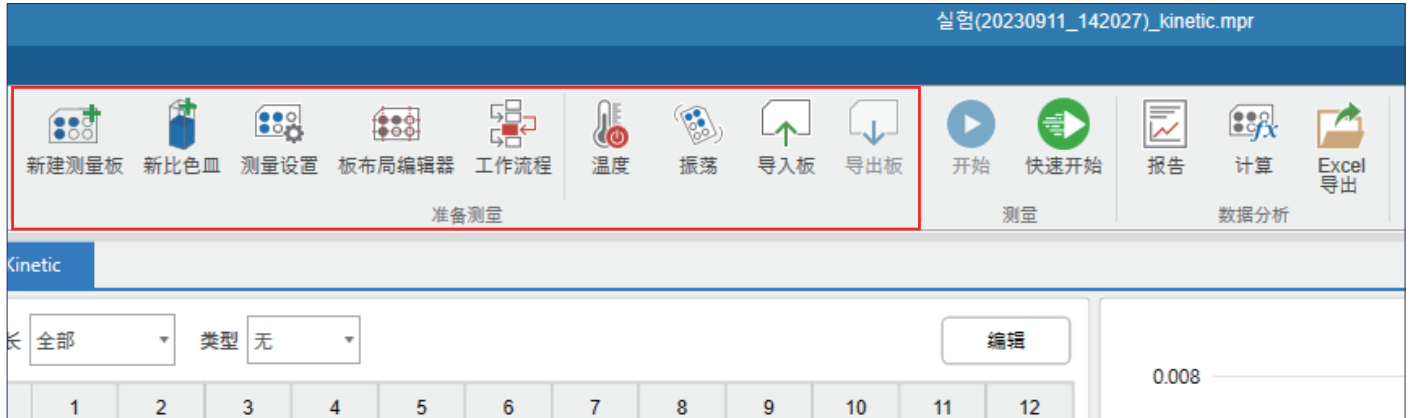 실험(20230911_142027)_kinetic.mpr
新建测量板 新比色皿 测量设置 板布局编辑器 工作流程 温度 振荡 导入板 导出板 开始 快速开始 报告 计算 Excel
导出
准备测量 测量 数据分析
Kinetic
长 全部 类型 无 编辑
0.008
1 2 3 4 5 6 7 8 9 10 11 12